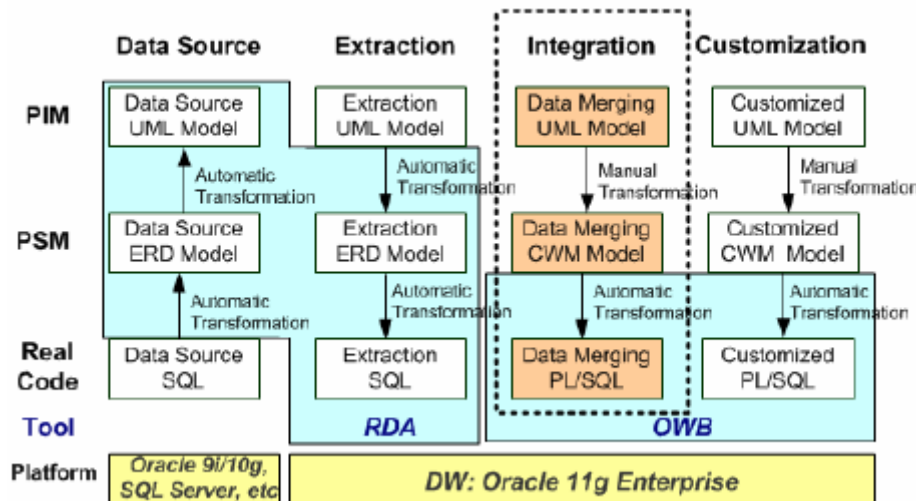 Data Source Extraction Integration Customization
PIM
Data Source
UML Model
Extraction
UML Model
Data Merging
UML Model
Customized
UML Model
Automatic
Transformation
Automatic
Transformation
Manual
Transformation
Manual
Transformation
PSM
Data Source
ERD Model
Extraction
ERD Model
Data Merging
CWM Model
Customized
CWM Model
Automatic
Transformation
Automatic
Transformation
Automatic
Transformation
Automatic
Transformation
Real
Code
Data Source
SQL
Extraction
SQL
Data Merging
PL/SQL
Customized
PL/SQL
Tool RDA OWB
Platform
Oracle 9i/10g,
SQL Server, etc
DW: Oracle 11g Enterprise